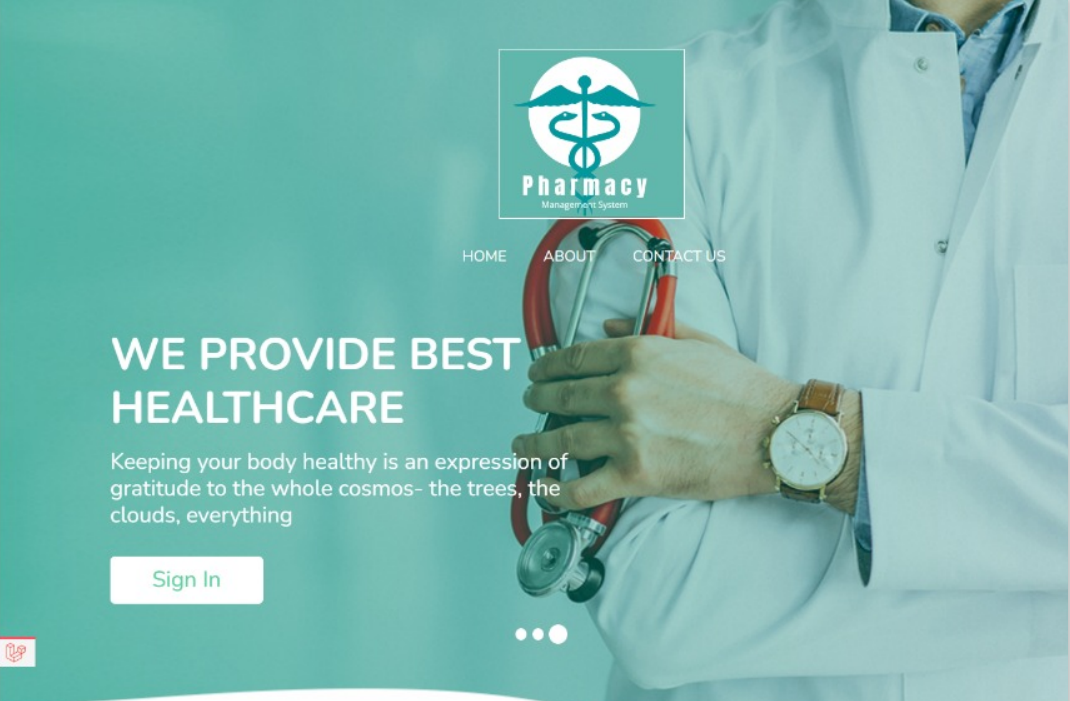 Pharmacy
Management System
HOME ABOUT CONTACT US
WE PROVIDE BEST
HEALTHCARE
Keeping your body healthy is an expression of
gratitude to the whole cosmos- the trees, the
clouds, everything
Sign In